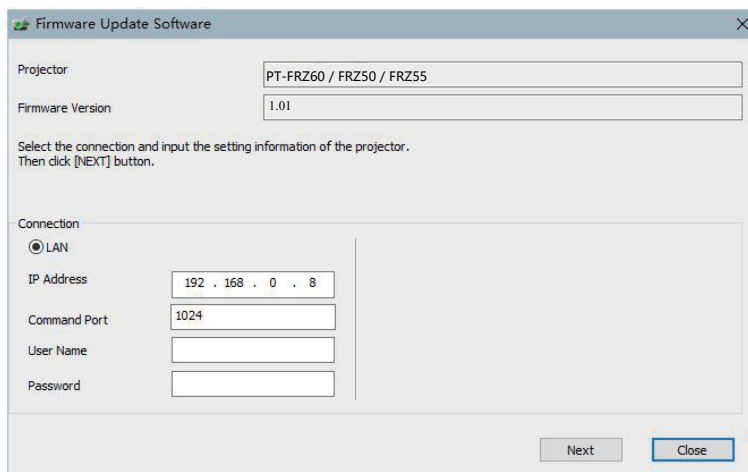 Firmware Update Software
Projector PT-FRZ60 / FRZ50 / FRZ55
Firmware Version 1.01
Select the connection and input the setting information of the projector.
Then click [NEXT] button.
Connection
LAN
IP Address 192 . 168 . 0 . 8
Command Port 1024
User Name
Password
Next Close